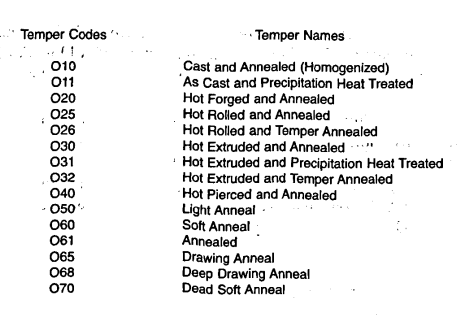 Temper Codes Temper Names
O10 Cast and Annealed (Homogenized)
O11 As Cast and Precipitation Heat Treated
O20 Hot Forged and Annealed
O25 Hot Rolled and Annealed
O26 Hot Rolled and Temper Annealed
O30 Hot Extruded and Annealed
O31 Hot Extruded and Precipitation Heat Treated
O32 Hot Extruded and Temper Annealed
O40 Hot Pierced and Annealed
O50 Light Anneal
O60 Soft Anneal
O61 Annealed
O65 Drawing Anneal
O68 Deep Drawing Anneal
O70 Dead Soft Anneal